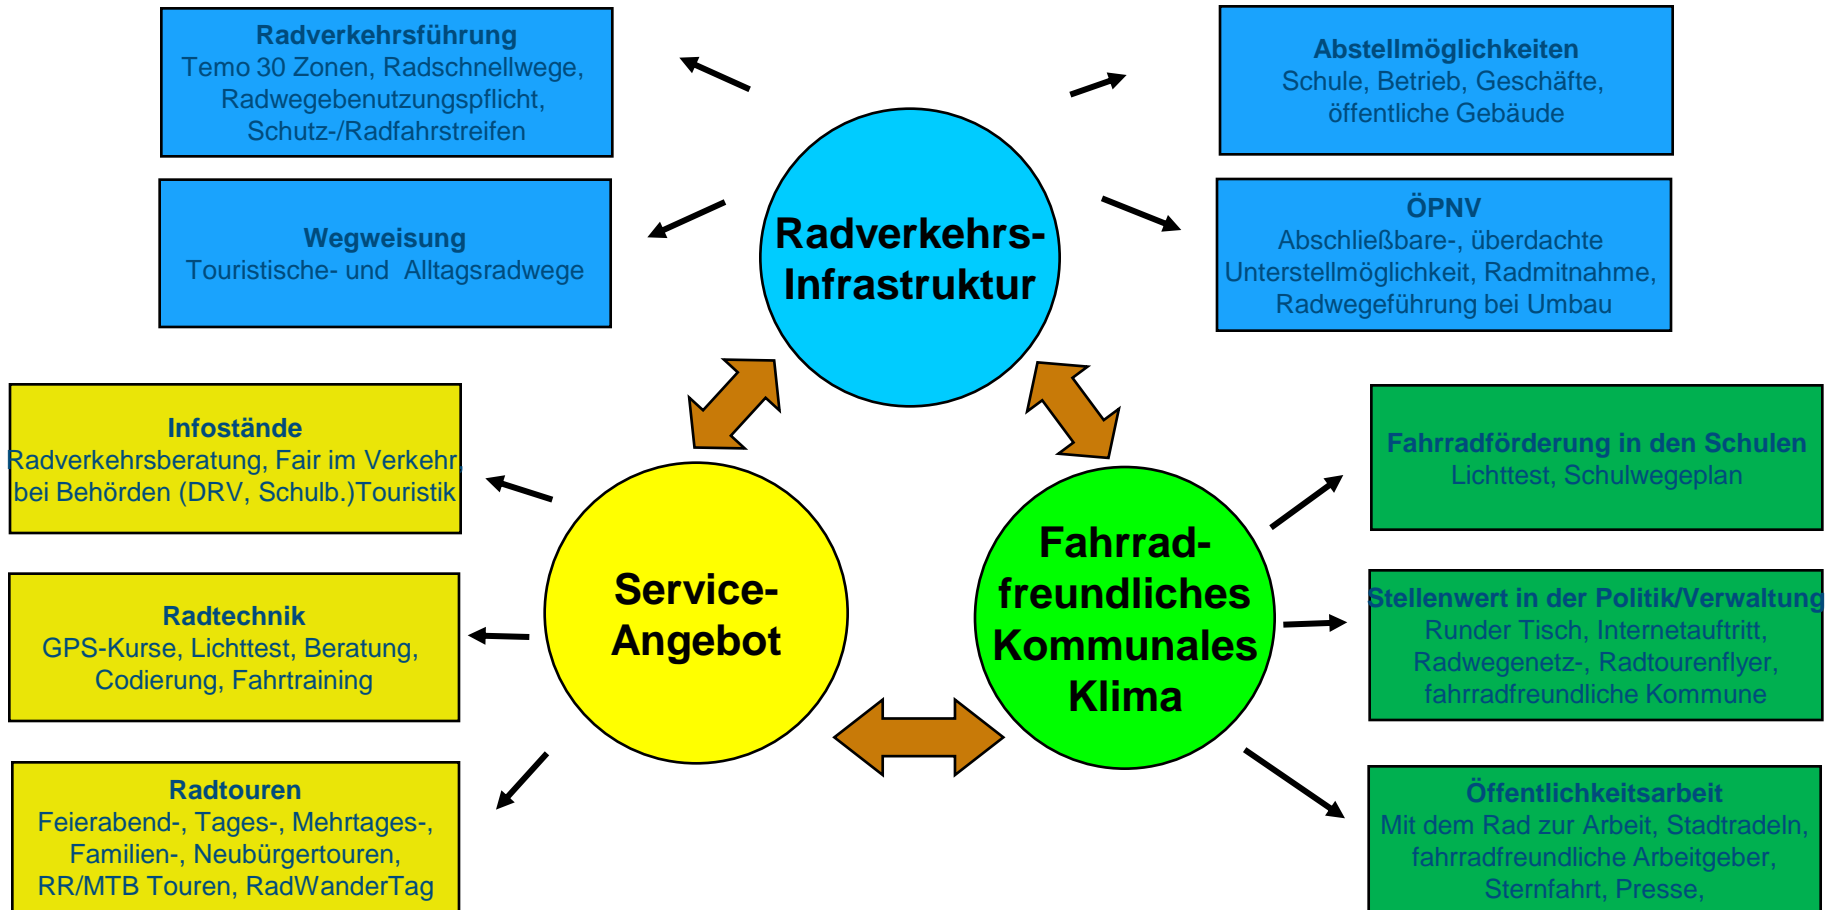 Radverkehrsführung
Temo 30 Zonen, Radschnellwege,
Radwegebenutzungspflicht,
Schutz-/Radfahrstreifen
Abstellmöglichkeiten
Schule, Betrieb, Geschäfte,
öffentliche Gebäude
Wegweisung
Touristische- und Alltagsradwege
Radverkehrs-
Infrastruktur
ÖPNV
Abschließbare-, überdachte
Unterstellmöglichkeit, Radmitnahme,
Radwegeführung bei Umbau
Infostände
Radverkehrsberatung, Fair im Verkehr,
bei Behörden (DRV, Schulb.)Touristik
Fahrradförderung in den Schulen
Lichttest, Schulwegeplan
Radtechnik
GPS-Kurse, Lichttest, Beratung,
Codierung, Fahrtraining
Service-
Angebot
Fahrrad-
freundliches
Kommunales
Klima
Stellenwert in der Politik/Verwaltung
Runder Tisch, Internetauftritt,
Radwegenetz-, Radtourenflyer,
fahrradfreundliche Kommune
Radtouren
Feierabend-, Tages-, Mehrtages-,
Familien-, Neubürgertouren,
RR/MTB Touren, RadWanderTag
Öffentlichkeitsarbeit
Mit dem Rad zur Arbeit, Stadtradeln,
fahrradfreundliche Arbeitgeber,
Sternfahrt, Presse,